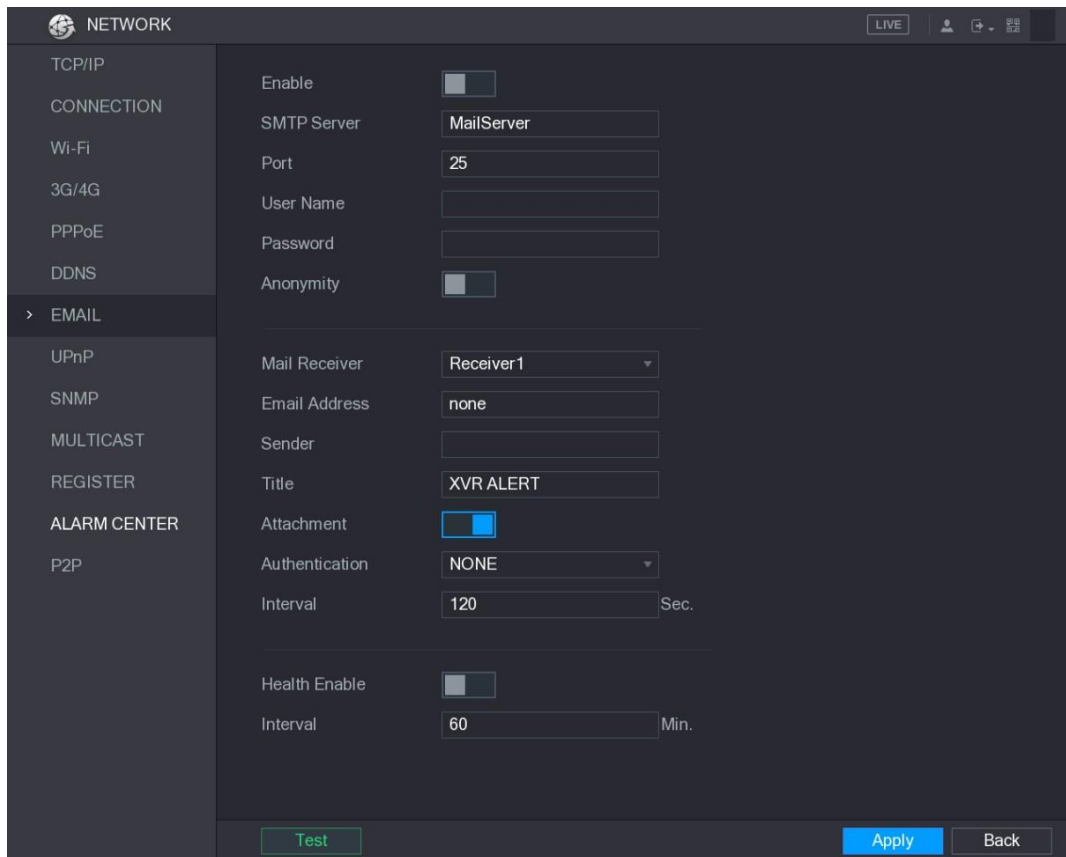 NETWORK
LIVE
TCP/IP
CONNECTION
Wi-Fi
3G/4G
PPPoE
DDNS
EMAIL
UPnP
SNMP
MULTICAST
REGISTER
ALARM CENTER
P2P
Enable
SMTP Server MailServer
Port 25
User Name
Password
Anonymity
Mail Receiver Receiver1
Email Address none
Sender
Title XVR ALERT
Attachment
Authentication NONE
Interval 120 Sec.
Health Enable
Interval 60 Min.
Test Apply Back